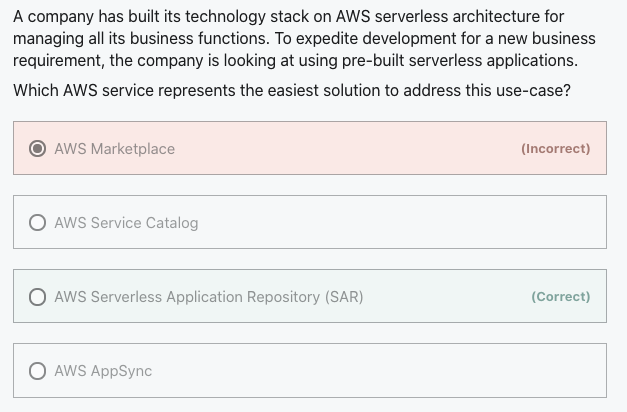 A company has built its technology stack on AWS serverless architecture for
managing all its business functions. To expedite development for a new business
requirement, the company is looking at using pre-built serverless applications.
Which AWS service represents the easiest solution to address this use-case?
AWS Marketplace (Incorrect)
AWS Service Catalog
AWS Serverless Application Repository (SAR) (Correct)
AWS AppSync